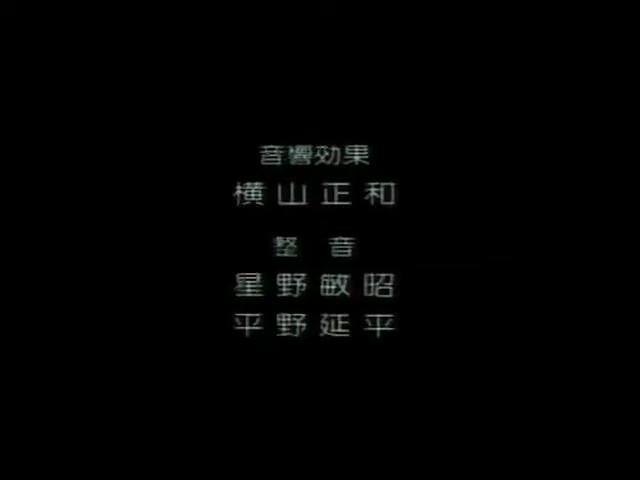 音響効果
横山正和
整 音
星野敏昭
平野延平